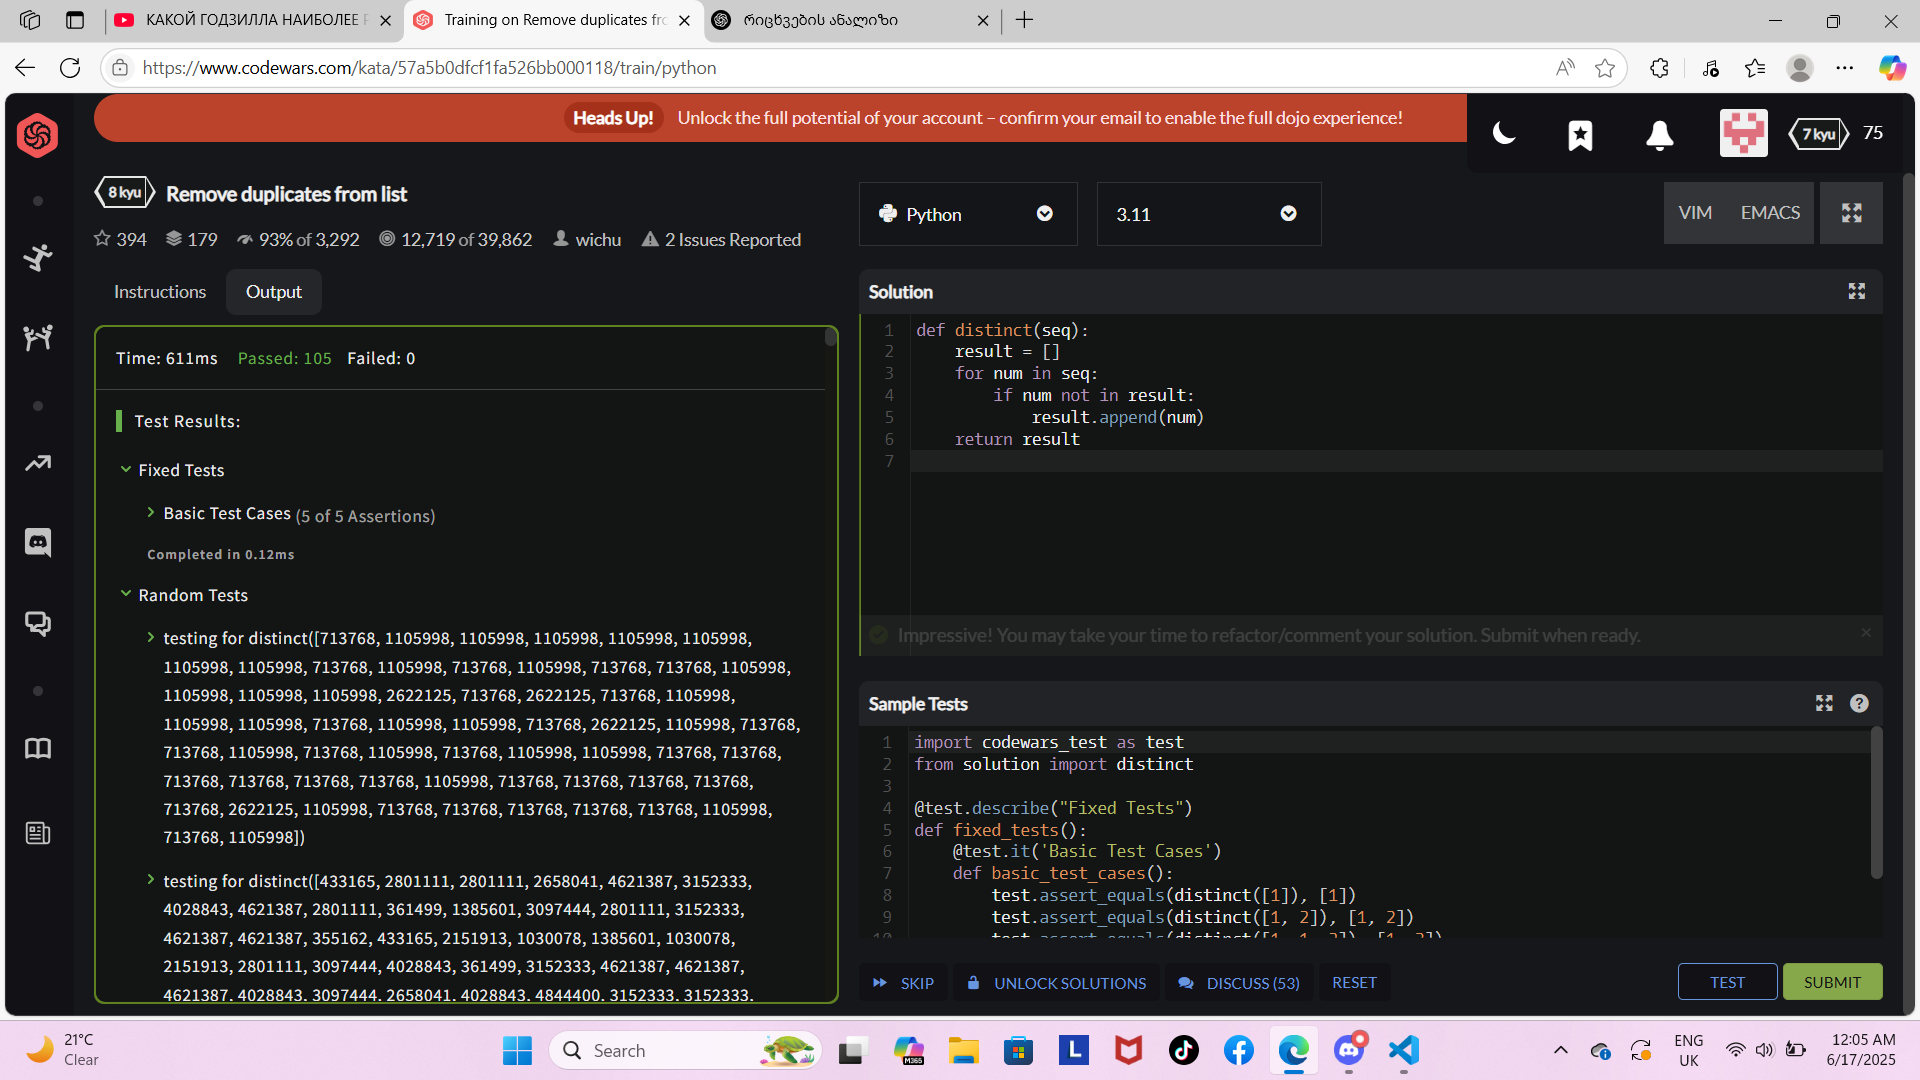 КАКОЙ ГОДЗИЛЛА НАИБОЛЕЕ
Training on Remove duplicates fro
რიცხვების ანალიზი
https://www.codewars.com/kata/57a5b0dfcf1fa526bb000118/train/python
Heads Up! Unlock the full potential of your account – confirm your email to enable the full dojo experience!
7 kyu 75
8 kyu Remove duplicates from list
394 179 93% of 3,292 12,719 of 39,862 wichu 2 Issues Reported
Python
3.11
VIM EMACS
Instructions Output
Time: 611ms Passed: 105 Failed: 0
Test Results:
Fixed Tests
Basic Test Cases (5 of 5 Assertions)
Completed in 0.12ms
Random Tests
testing for distinct([713768, 1105998, 1105998, 1105998, 1105998, 1105998,
1105998, 1105998, 713768, 1105998, 713768, 1105998, 713768, 713768, 1105998,
1105998, 1105998, 1105998, 2622125, 713768, 2622125, 713768, 1105998,
1105998, 1105998, 713768, 1105998, 1105998, 713768, 2622125, 1105998, 713768,
713768, 1105998, 713768, 1105998, 713768, 1105998, 1105998, 713768, 713768,
713768, 713768, 713768, 713768, 1105998, 713768, 713768, 713768, 713768,
713768, 2622125, 1105998, 713768, 713768, 713768, 713768, 713768, 1105998,
713768, 1105998])
testing for distinct([433165, 2801111, 2801111, 2658041, 4621387, 3152333,
4028843, 4621387, 2801111, 361499, 1385601, 3097444, 2801111, 3152333,
4621387, 4621387, 355162, 433165, 2151913, 1030078, 1385601, 1030078,
2151913, 2801111, 3097444, 4028843, 361499, 3152333, 4621387, 4621387,
4621387, 4028843, 3097444, 2658041, 4028843, 4844400, 3152333, 3152333,
Solution
1 def distinct(seq):
2 result = []
3 for num in seq:
4 if num not in result:
5 result.append(num)
6 return result
7
Impressive! You may take your time to refactor/comment your solution. Submit when ready.
Sample Tests
1 import codewars_test as test
2 from solution import distinct
3
4 @test.describe("Fixed Tests")
5 def fixed_tests():
6 @test.it('Basic Test Cases')
7 def basic_test_cases():
8 test.assert_equals(distinct([1]), [1])
9 test.assert_equals(distinct([1, 2]), [1, 2])
SKIP UNLOCK SOLUTIONS DISCUSS (53) RESET
TEST SUBMIT
21°C
Clear
Search
M365
ENG
UK
12:05 AM
6/17/2025